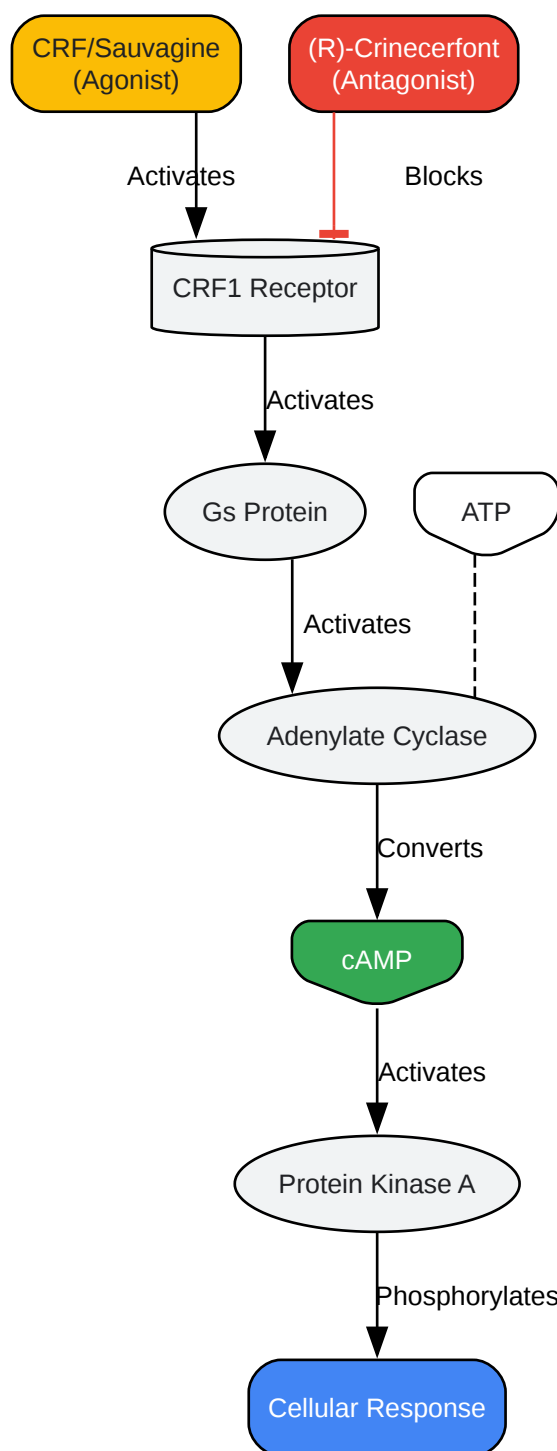 CRF/Sauvagine
(Agonist)
(R)-Crinecerfont
(Antagonist)
Activates
Blocks
CRF1 Receptor
Activates
Gs Protein
ATP
Activates
Adenylate Cyclase
Converts
cAMP
Activates
Protein Kinase A
Phosphorylates
Cellular Response